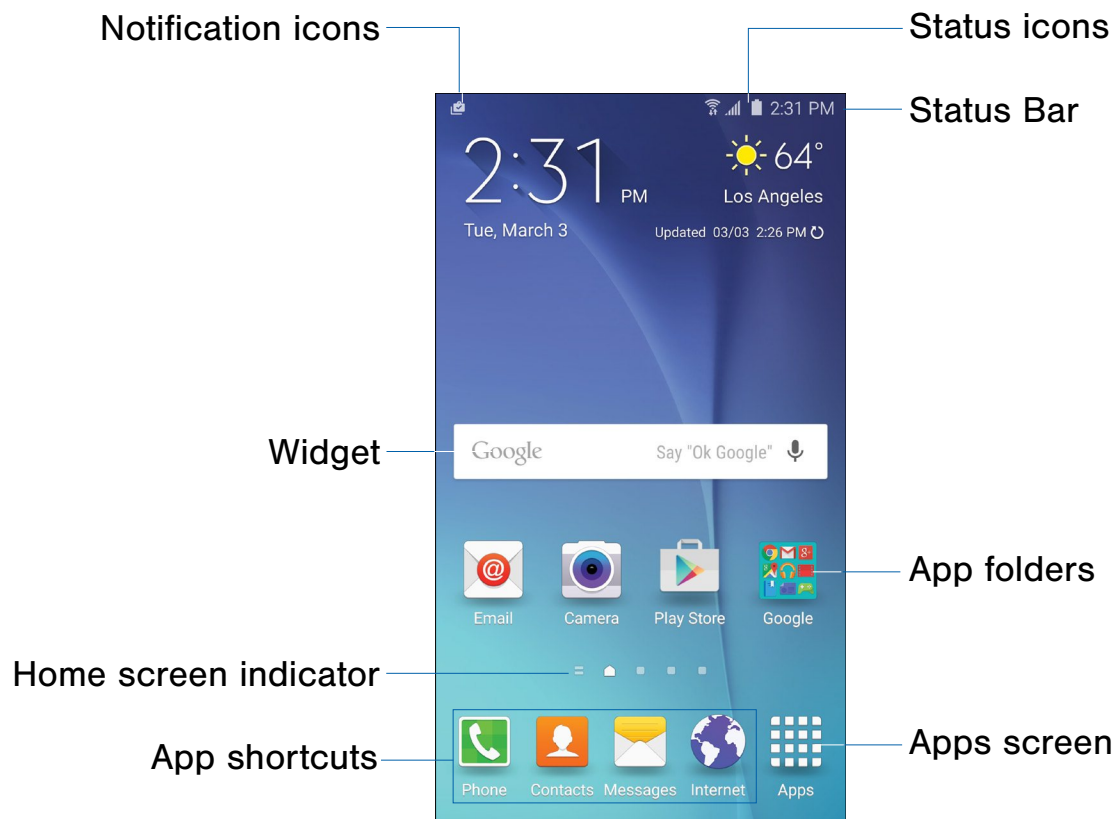 Notification icons
Status icons
2:31 PM
Status Bar
2:31 PM
64°
Los Angeles
Tue, March 3
Updated 03/03 2:26 PM
Widget
Google Say "Ok Google"
App folders
Email Camera Play Store Google
Home screen indicator
App shortcuts
Apps screen
Phone Contacts Messages Internet Apps